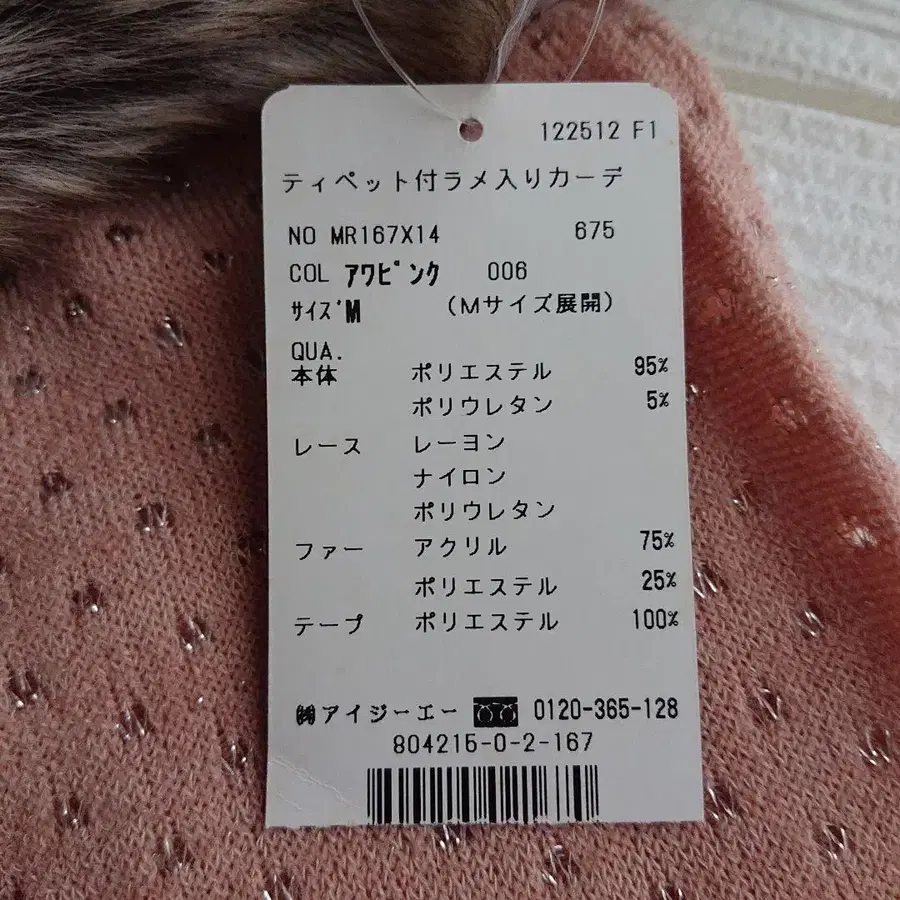 122512 F1
ティペット付ラメ入りカーデ
NO MR167X14 675
COL アワピンク 006
サイズ M (Mサイズ展開)
QUA.
本体 ポリエステル 95%
ポリウレタン 5%
レース レーヨン
ナイロン
ポリウレタン
ファー アクリル 75%
ポリエステル 25%
テープ ポリエステル 100%
㈱アイジーエー 0120-365-128
804215-0-2-167